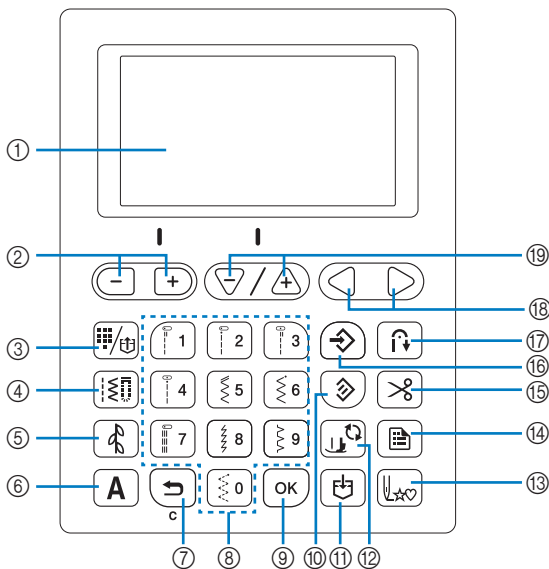 ①
② − + − / + ⑲
⑱
③ / 1 2 3 ⑰
⑯
④ 4 5 6 ⑮
⑤ 7 8 9 ⑭
⑥ A 0 OK
C
⑦ ⑧ ⑨ ⑩ ⑪ ⑫ ⑬